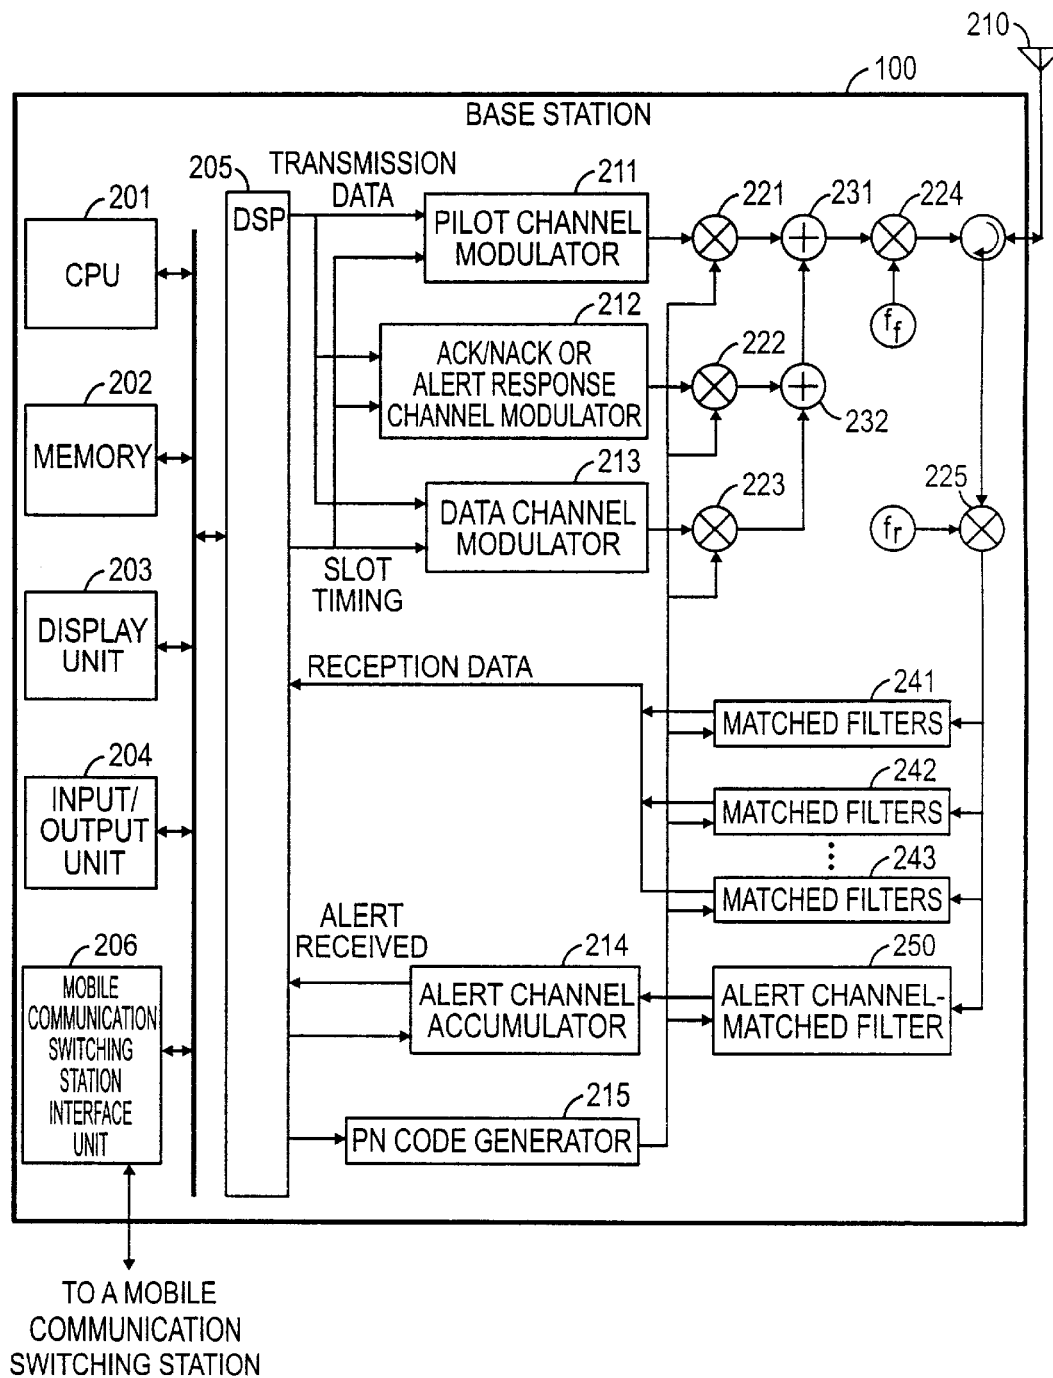 210
100
BASE STATION
205
DSP
TRANSMISSION
DATA
211
PILOT CHANNEL
MODULATOR
221
231
224
201
CPU
f_f
212
ACK/NACK OR
ALERT RESPONSE
CHANNEL MODULATOR
222
232
202
MEMORY
213
DATA CHANNEL
MODULATOR
223
225
f_r
SLOT
TIMING
203
DISPLAY
UNIT
RECEPTION DATA
241
MATCHED FILTERS
204
INPUT/
OUTPUT
UNIT
242
MATCHED FILTERS
243
MATCHED FILTERS
ALERT
RECEIVED
206
MOBILE
COMMUNICATION
SWITCHING
STATION
INTERFACE
UNIT
214
ALERT CHANNEL
ACCUMULATOR
250
ALERT CHANNEL-
MATCHED FILTER
215
PN CODE GENERATOR
TO A MOBILE
COMMUNICATION
SWITCHING STATION